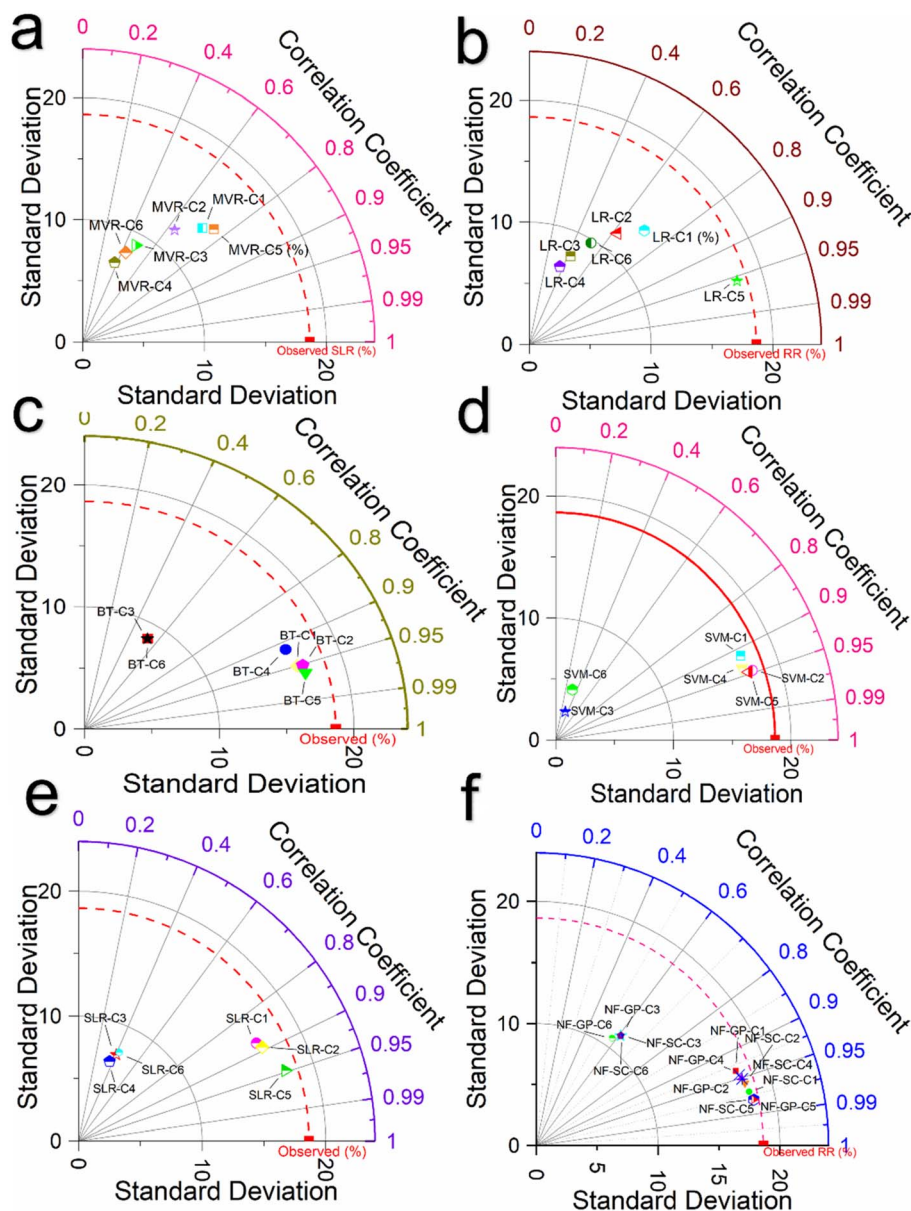 a
0
0.2
0.4
0.6
0.8
0.9
0.95
0.99
1
Correlation Coefficient
Standard Deviation
20
10
0
MVR-C2
MVR-C1
MVR-C6
MVR-C5 (%)
MVR-C3
MVR-C4
Observed SLR (%)
0
10
20
Standard Deviation
b
0
0.2
0.4
0.6
0.8
0.9
0.95
0.99
1
Correlation Coefficient
Standard Deviation
20
10
0
LR-C2
LR-C1 (%)
LR-C3
LR-C6
LR-C4
LR-C5
Observed RR (%)
0
10
20
Standard Deviation
c
0
0.2
0.4
0.6
0.8
0.9
0.95
0.99
1
Correlation Coefficient
Standard Deviation
20
10
0
BT-C3
BT-C6
BT-C1
BT-C2
BT-C4
BT-C5
Observed (%)
0
10
20
Standard Deviation
d
0
0.2
0.4
0.6
0.8
0.9
0.95
0.99
1
Correlation Coefficient
Standard Deviation
20
10
0
SVM-C1
SVM-C6
SVM-C4
SVM-C2
SVM-C5
SVM-C3
Observed (%)
0
10
20
Standard Deviation
e
0
0.2
0.4
0.6
0.8
0.9
0.95
0.99
1
Correlation Coefficient
Standard Deviation
20
10
0
SLR-C3
SLR-C1
SLR-C2
SLR-C6
SLR-C4
SLR-C5
Observed (%)
0
10
20
Standard Deviation
f
0
0.2
0.4
0.6
0.8
0.9
0.95
0.99
1
Correlation Coefficient
Standard Deviation
20
10
0
NF-GP-C3
NF-GP-C6
NF-GP-C1
NF-SC-C2
NF-SC-C3
NF-GP-C4
NF-SC-C4
NF-SC-C6
NF-GP-C2
NF-SC-C1
NF-SC-C5
NF-GP-C5
Observed RR (%)
0
5
10
15
20
Standard Deviation